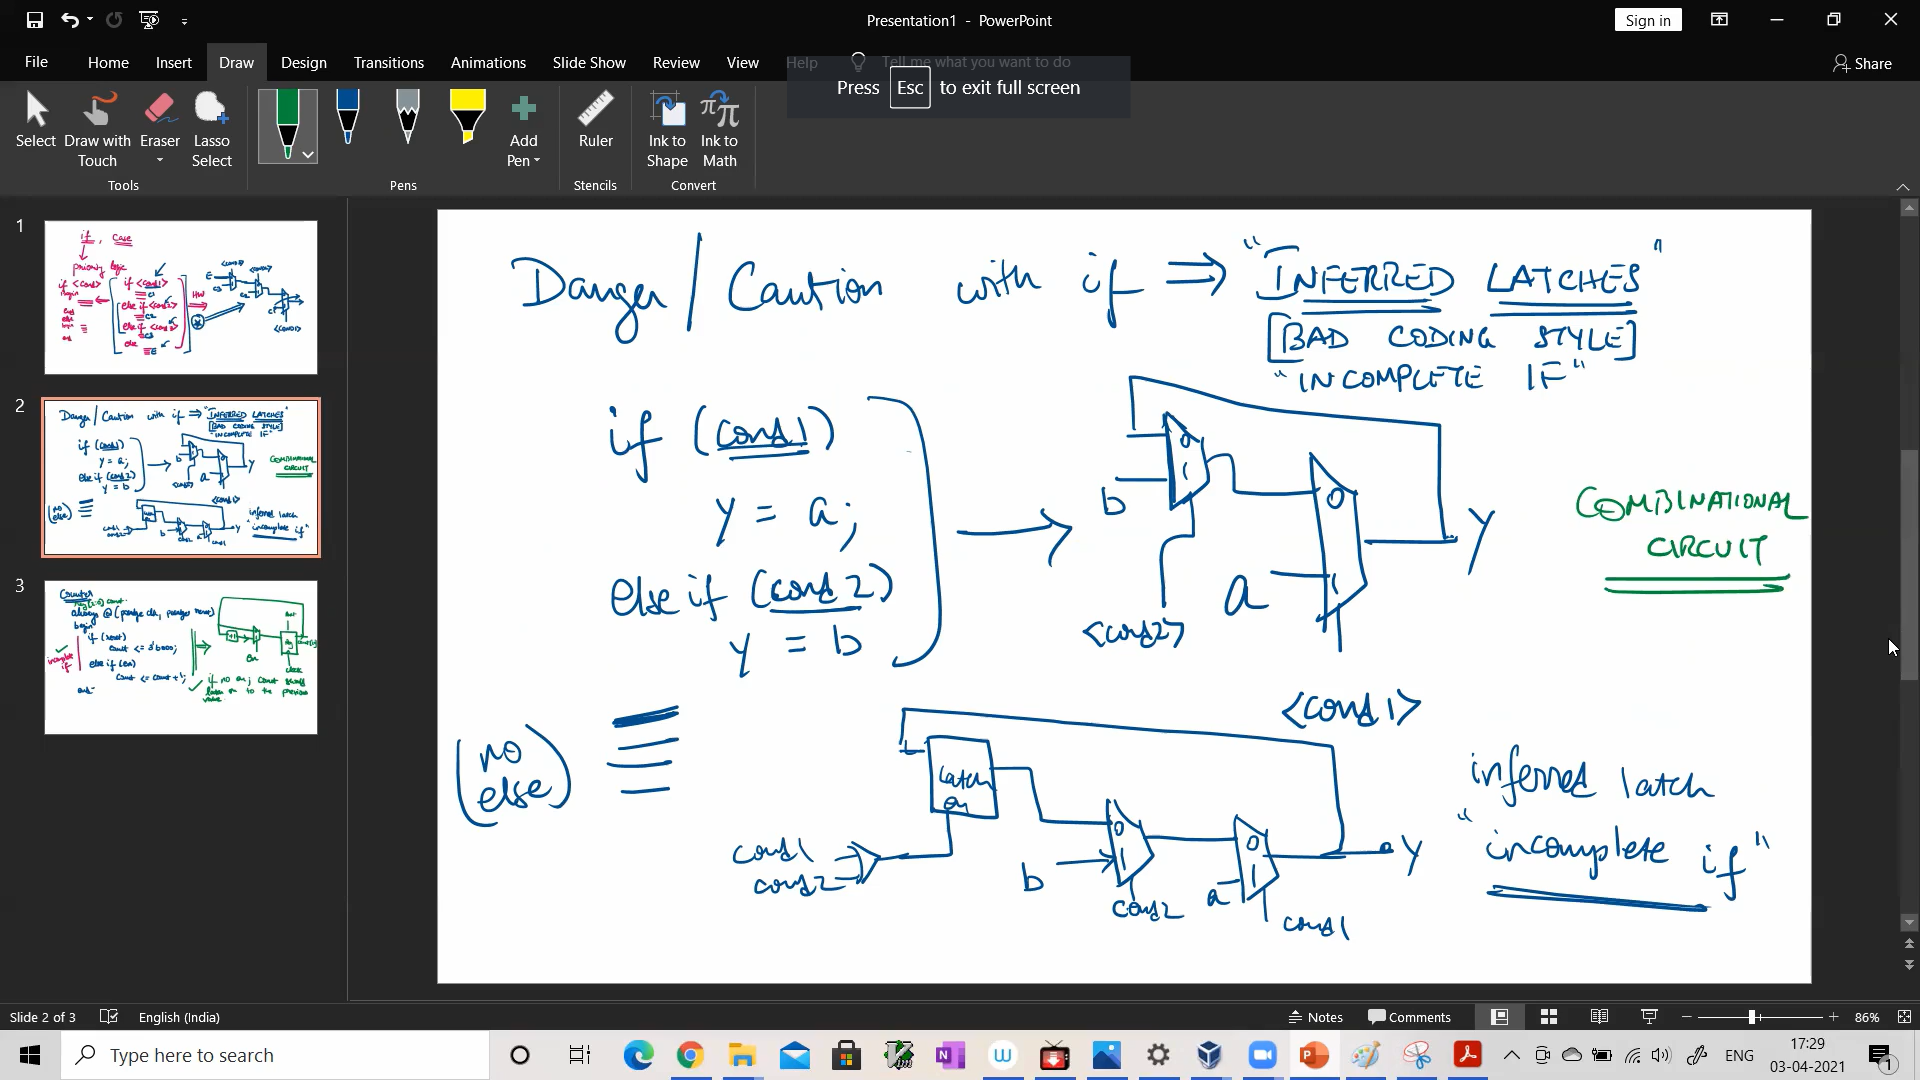 Presentation1 - PowerPoint
Sign in
File Home Insert Draw Design Transitions Animations Slide Show Review View Help Tell me what you want to do
Share
Press Esc to exit full screen
Select
Draw with Touch
Eraser
Lasso Select
Add Pen
Ruler
Ink to Shape
Ink to Math
Tools
Pens
Stencils
Convert
1
2
3
Danger / Caution with if ⇒ "INFERRED LATCHES"
[BAD CODING STYLE]
"INCOMPLETE IF"
if (cond1)
y = a;
else if (cond2)
y = b
(no else)
0
1
b
<cond2>
0
1
a
y
<cond1>
COMBINATIONAL
CIRCUIT
latch
en
cond1
cond2
b
0
1
cond2
a
0
1
cond1
y
inferred latch
"incomplete if"
Slide 2 of 3
English (India)
Notes
Comments
86%
Type here to search
ENG
17:29
03-04-2021
1